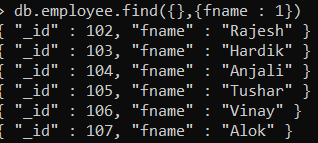 > db.employee.find({},{fname : 1})
{ "_id" : 102, "fname" : "Rajesh" }
{ "_id" : 103, "fname" : "Hardik" }
{ "_id" : 104, "fname" : "Anjali" }
{ "_id" : 105, "fname" : "Tushar" }
{ "_id" : 106, "fname" : "Vinay" }
{ "_id" : 107, "fname" : "Alok" }